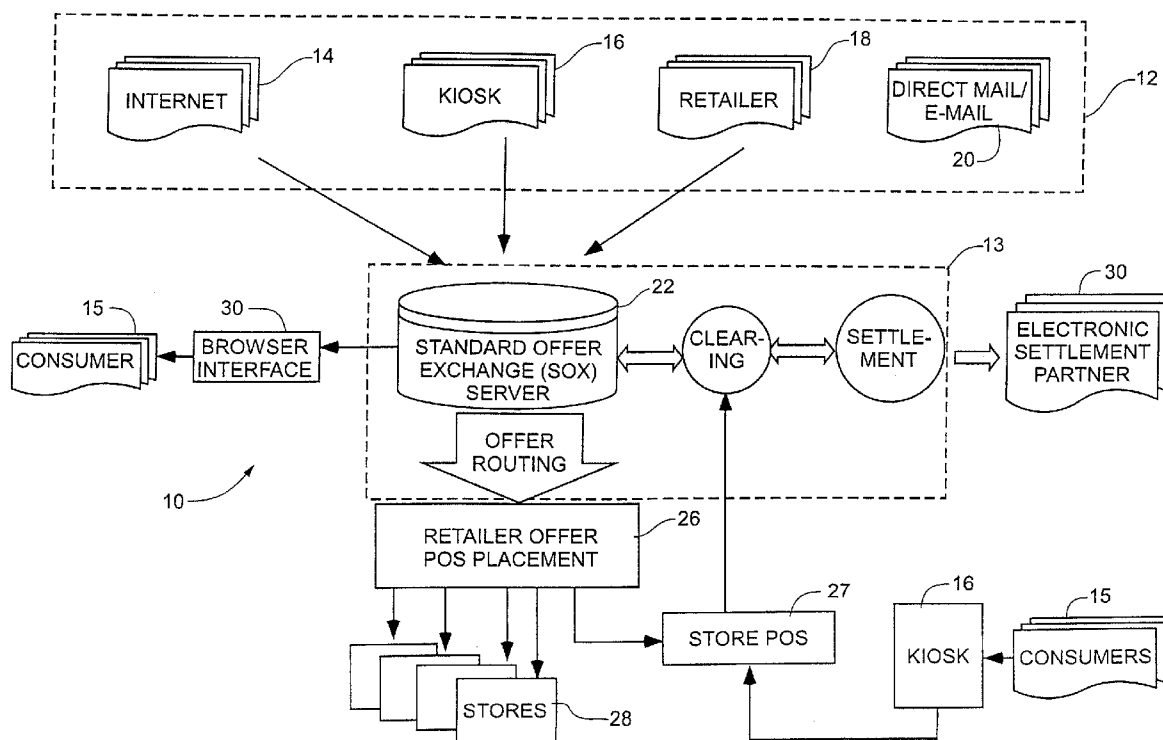 14
16
18
INTERNET
KIOSK
RETAILER
DIRECT MAIL/
E-MAIL
20
12
13
22
15
30
30
CONSUMER
BROWSER
INTERFACE
STANDARD OFFER
EXCHANGE (SOX)
SERVER
CLEAR-
ING
SETTLE-
MENT
ELECTRONIC
SETTLEMENT
PARTNER
OFFER
ROUTING
10
RETAILER OFFER
POS PLACEMENT
26
27
STORE POS
16
15
KIOSK
CONSUMERS
STORES
28